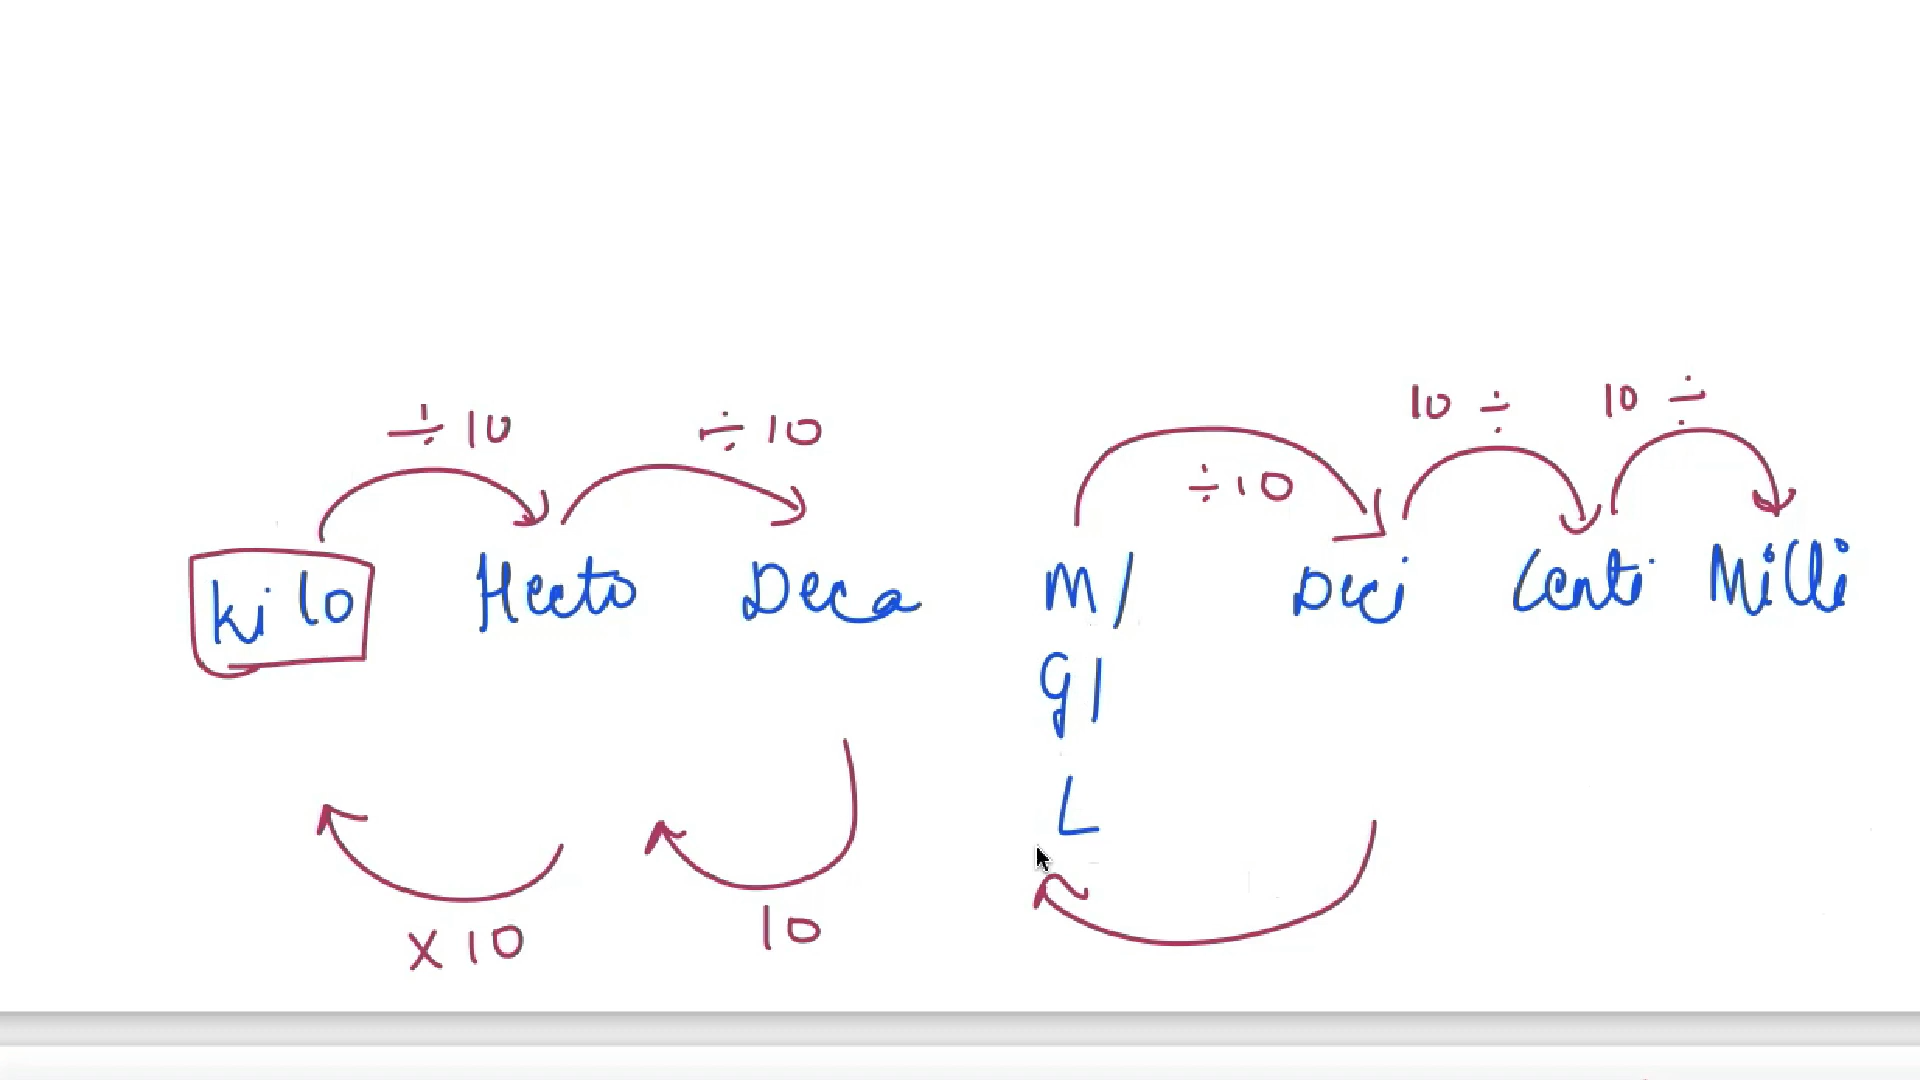 ÷10 ÷10 10 ÷ 10 ÷
÷10
kilo Hecto Deca M/ Deci Centi Milli
G/
L
x10 10